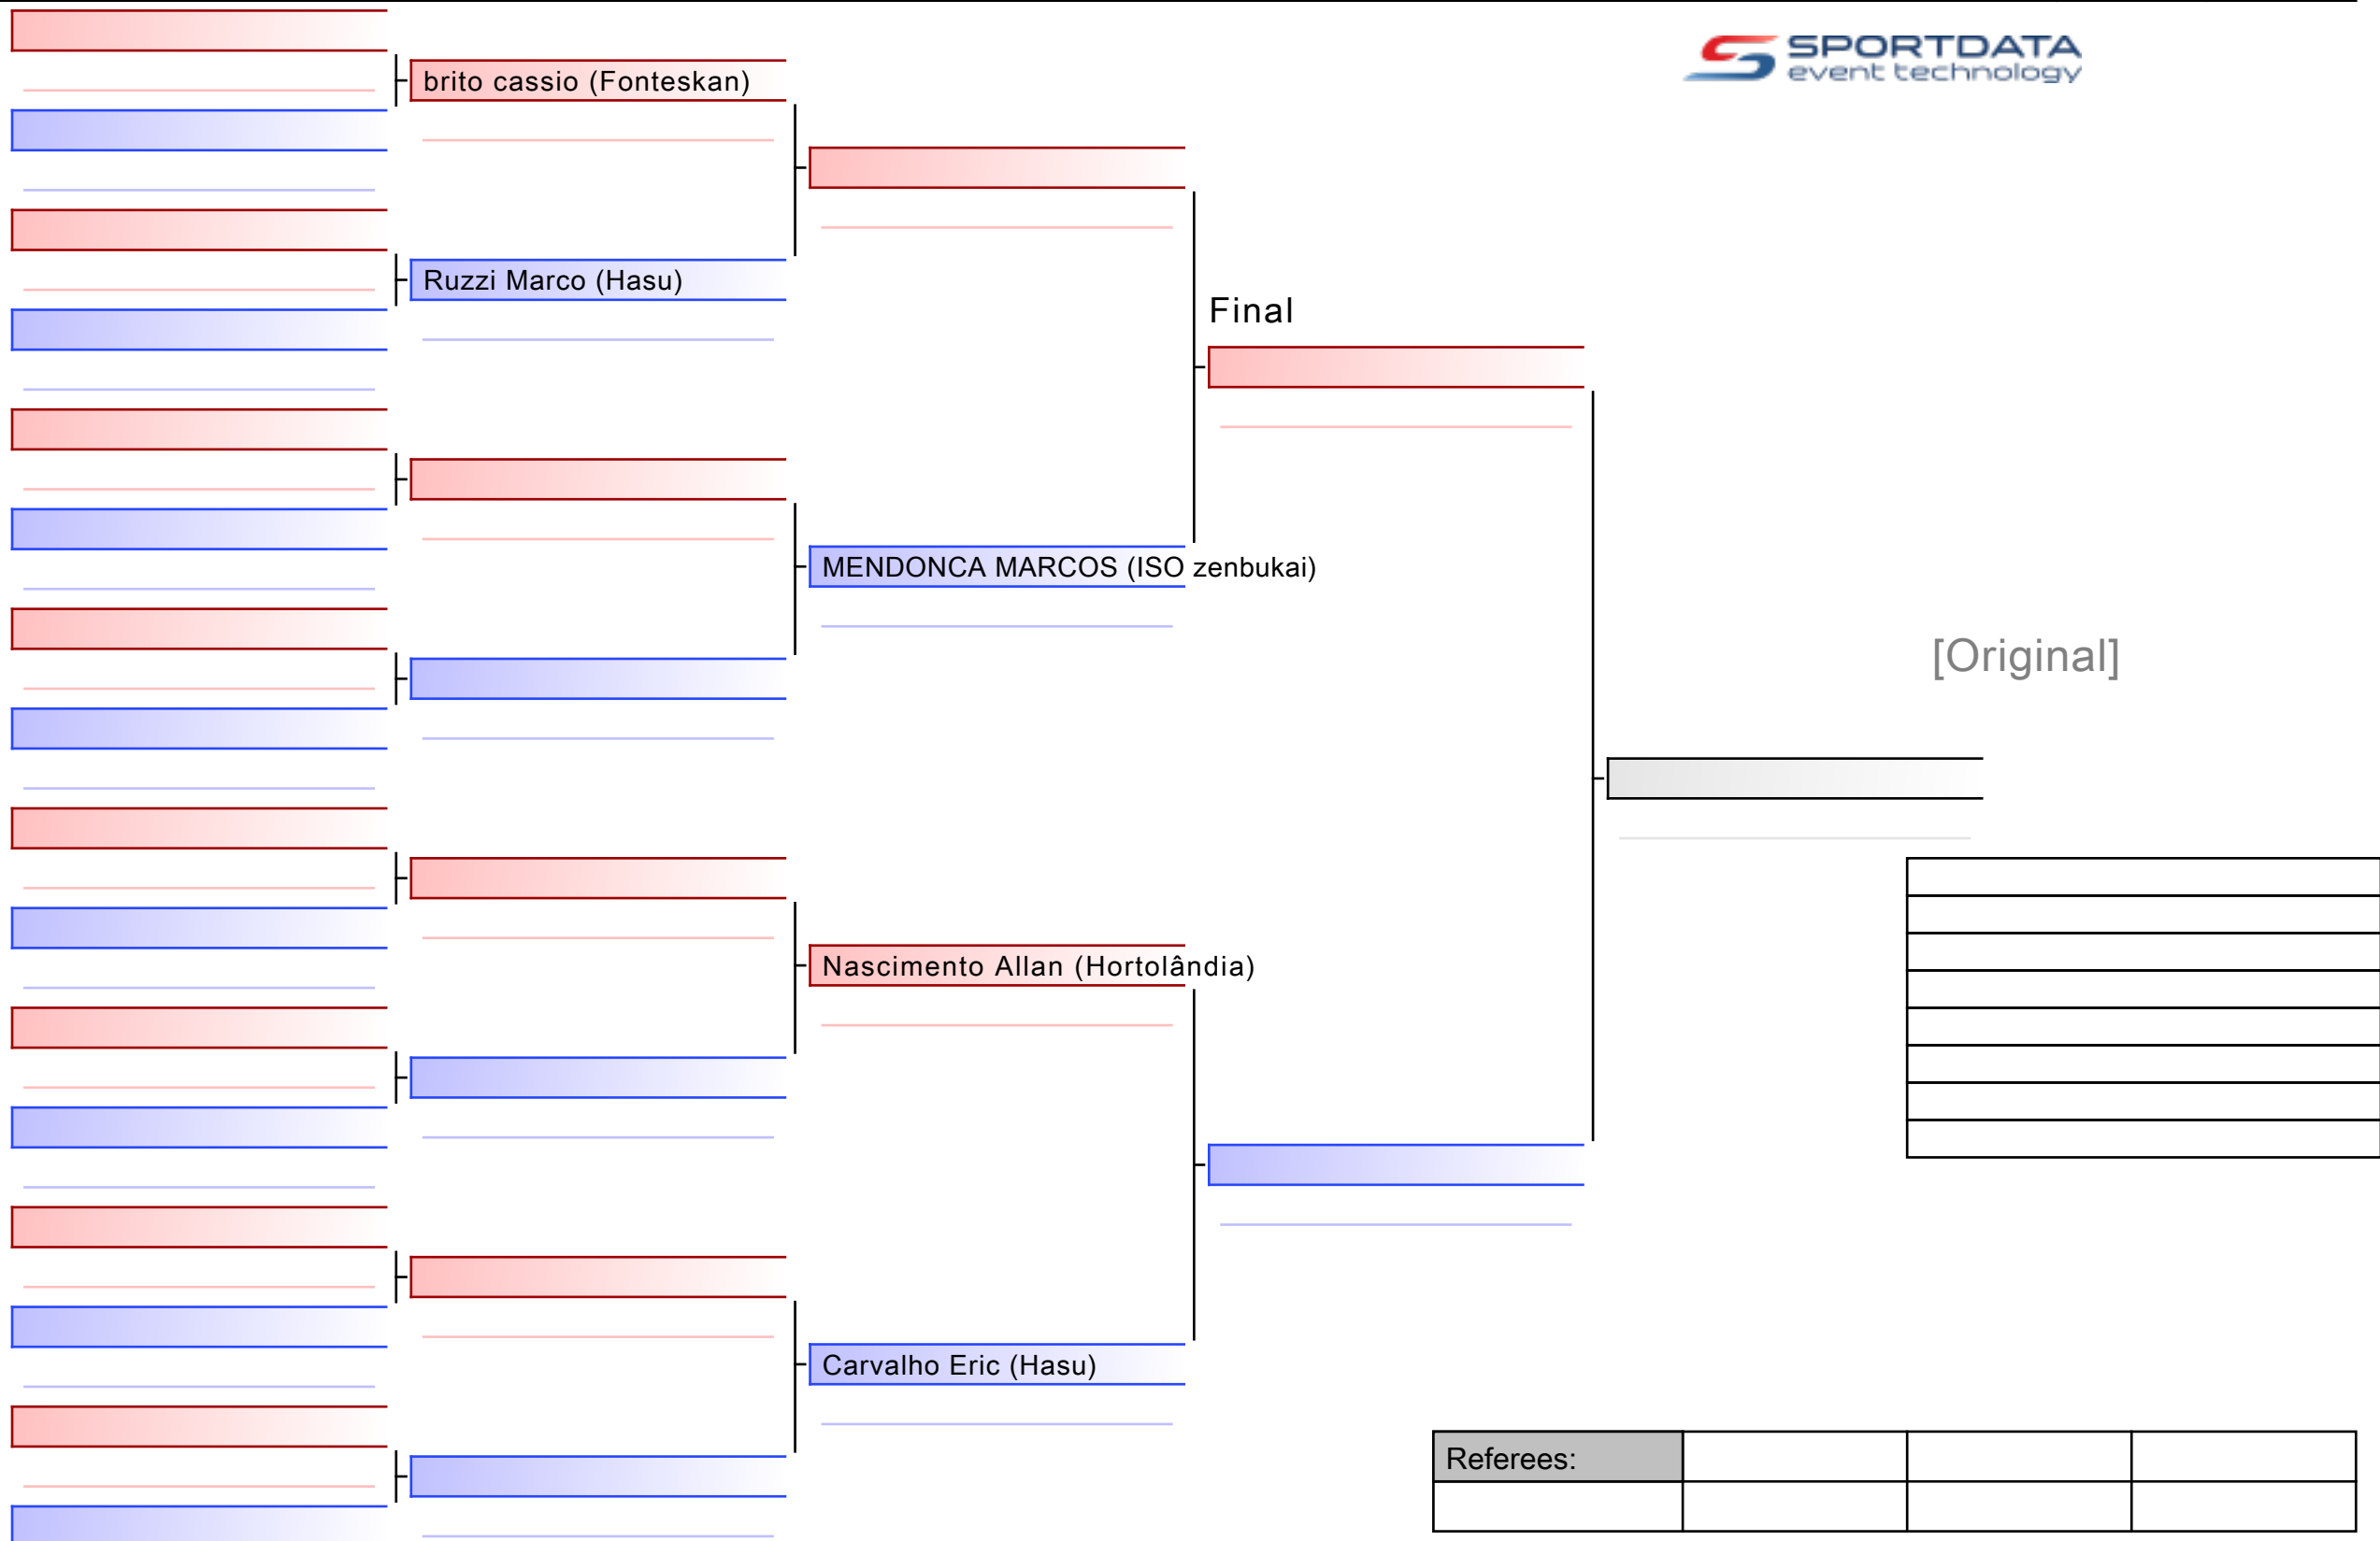 SPORTDATA
event technology
brito cassio (Fonteskan)
Ruzzi Marco (Hasu)
Final
MENDONCA MARCOS (ISO zenbukai)
[Original]
Nascimento Allan (Hortolândia)
Carvalho Eric (Hasu)
Referees: